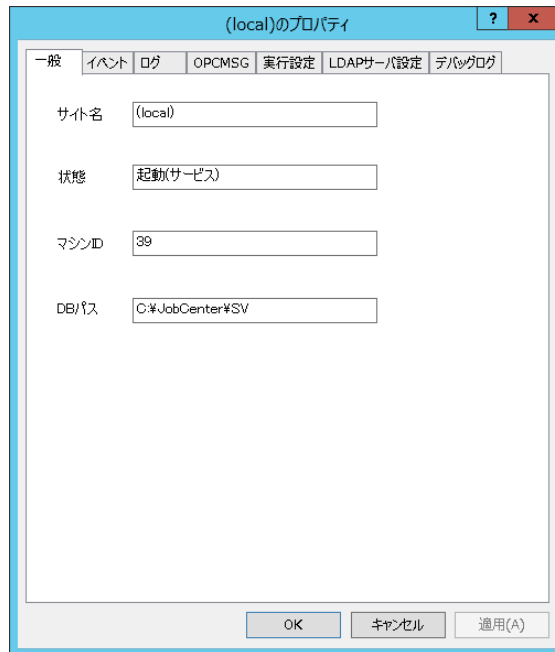 (local)のプロパティ
? x
一般 イベント ログ OPCMSG 実行設定 LDAPサーバ設定 デバッグログ
サイト名 (local)
状態 起動(サービス)
マシンID 39
DBパス C:¥JobCenter¥SV
OK キャンセル 適用(A)